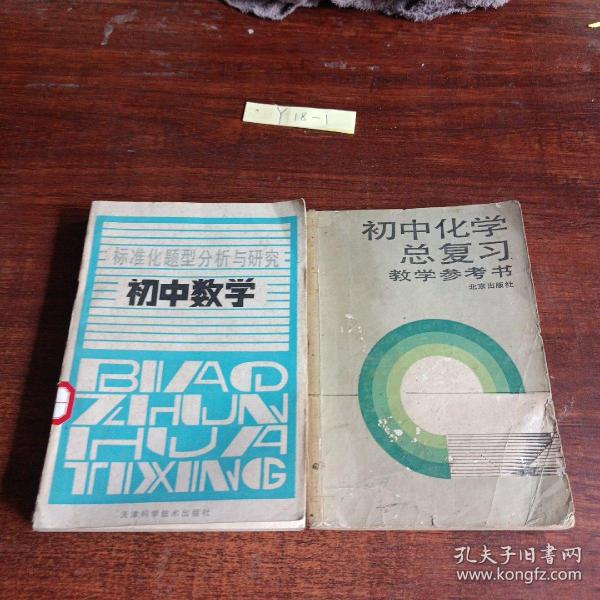 Y18-1
标准化题型分析与研究
初中数学
BIAO
ZHUN
HUA
TIXING
天津科学技术出版社
初中化学
总复习
教学参考书
北京出版社
孔夫子旧书网
www.kongfz.com